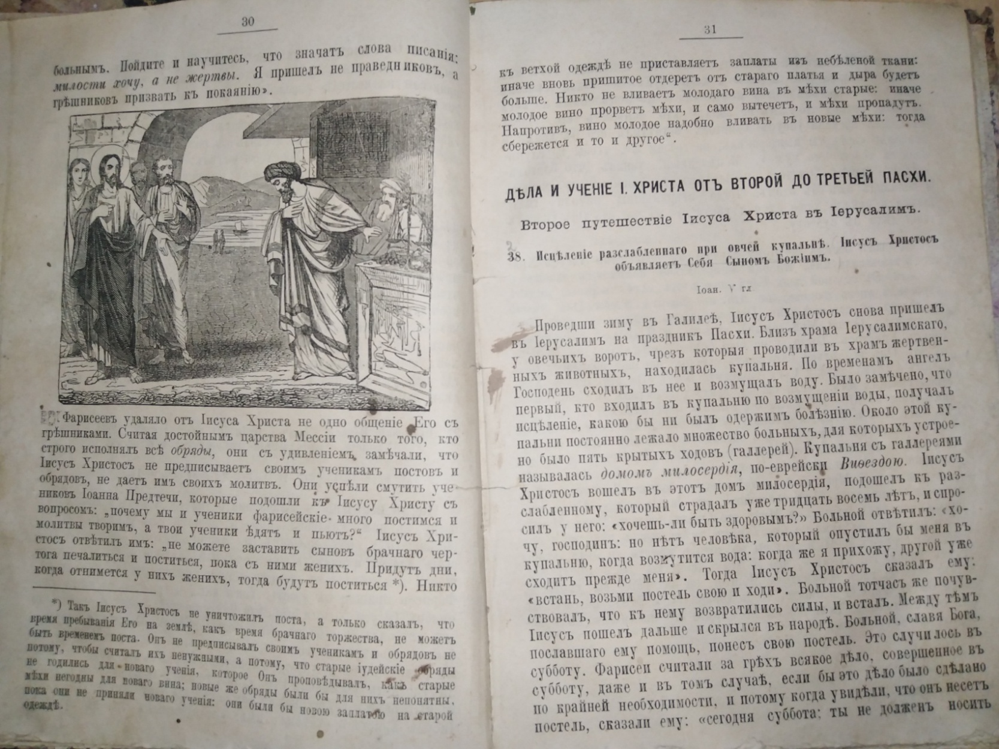 30
больнымъ. Пойдите и научитесь, что значатъ слова писанія:
милости хочу, а не жертвы. Я пришелъ не праведниковъ, а
грѣшниковъ призвать къ покаянію».
Фарисеевъ удаляло отъ Іисуса Христа не одно общеніе Его съ
грѣшниками. Считая достойнымъ царства Мессіи только того, кто
строго исполнялъ всѣ обряды, они съ удивленіемъ замѣчали, что
Іисусъ Христосъ не предписываетъ своимъ ученикамъ постовъ и
обрядовъ, не даетъ имъ своихъ молитвъ. Они успѣли смутить уче-
никовъ Іоанна Предтечи, которые подошли къ Іисусу Христу съ
вопросомъ: „почему мы и ученики фарисейскіе много постимся и
молитвы творимъ, а твои ученики ѣдятъ и пьютъ?“ Іисусъ Хри-
стосъ отвѣтилъ имъ: „не можете заставить сыновъ брачнаго чер-
тога печалиться и поститься, пока съ ними женихъ. Придутъ дни,
когда отнимется у нихъ женихъ, тогда будутъ поститься *). Никто
*) Такъ Іисусъ Христосъ не уничтожилъ поста, а только сказалъ, что
время пребыванія Его на землѣ, какъ время брачнаго торжества, не можетъ
быть временемъ поста. Онъ не предписывалъ своимъ ученикамъ и обрядовъ не
потому, чтобы считалъ ихъ ненужными, а потому, что старые іудейскіе обряды
не годились для новаго ученія, которое Онъ проповѣдывалъ, какъ старые
мѣхи негодны для новаго вина; новые же обряды были бы для нихъ непонятны,
пока они не приняли новаго ученія: они были бы новою заплатою на старой
одеждѣ.
31
къ ветхой одеждѣ не приставляетъ заплаты изъ небѣленой ткани:
иначе вновь пришитое отдеретъ отъ стараго платья и дыра будетъ
больше. Никто не вливаетъ молодаго вина въ мѣхи старые: иначе
молодое вино прорветъ мѣхи, и само вытечетъ, и мѣхи пропадутъ.
Напротивъ, вино молодое надобно вливать въ новые мѣхи: тогда
сбережется и то и другое“.
ДѢЛА И УЧЕНІЕ І. ХРИСТА ОТЪ ВТОРОЙ ДО ТРЕТЬЕЙ ПАСХИ.
Второе путешествіе Іисуса Христа въ Іерусалимъ.
38. Исцѣленіе разслабленнаго при овчей купальнѣ. Іисусъ Христосъ
объявляетъ Себя Сыномъ Божіимъ.
Іоан. V гл
Проведши зиму въ Галилеѣ, Іисусъ Христосъ снова пришелъ
въ Іерусалимъ на праздникъ Пасхи. Близъ храма Іерусалимскаго,
у овечьихъ воротъ, чрезъ которыя проводили въ храмъ жертвен-
ныхъ животныхъ, находилась купальня. По временамъ ангелъ
Господень сходилъ въ нее и возмущалъ воду. Было замѣчено, что
первый, кто входилъ въ купальню по возмущеніи воды, получалъ
исцѣленіе, какою бы ни былъ одержимъ болѣзнію. Около этой ку-
пальни постоянно лежало множество больныхъ, для которыхъ устрое-
но было пять крытыхъ ходовъ (галлерей). Купальня съ галлереями
называлась домомъ милосердія, по-еврейски Виѳездою. Іисусъ
Христосъ вошелъ въ этотъ домъ милосердія, подошелъ къ раз-
слабленному, который страдалъ уже тридцать восемь лѣтъ, и спро-
силъ у него: «хочешь-ли быть здоровымъ?» Больной отвѣтилъ: «хо-
чу, господинъ: но нѣтъ человѣка, который опустилъ бы меня въ
купальню, когда возмутится вода: когда же я прихожу, другой уже
сходитъ прежде меня». Тогда Іисусъ Христосъ сказалъ ему:
«встань, возьми постель свою и ходи». Больной тотчасъ же почув-
ствовалъ, что къ нему возвратились силы, и всталъ. Между тѣмъ
Іисусъ пошелъ дальше и скрылся въ народѣ. Больной, славя Бога,
пославшаго ему помощь, понесъ свою постель. Это случилось въ
субботу. Фарисеи считали за грѣхъ всякое дѣло, совершенное въ
субботу, даже и въ томъ случаѣ, если бы это дѣло было сдѣлано
по крайней необходимости, и потому когда увидѣли, что онъ несетъ
постель, сказали ему: «сегодня суббота: ты не долженъ носить